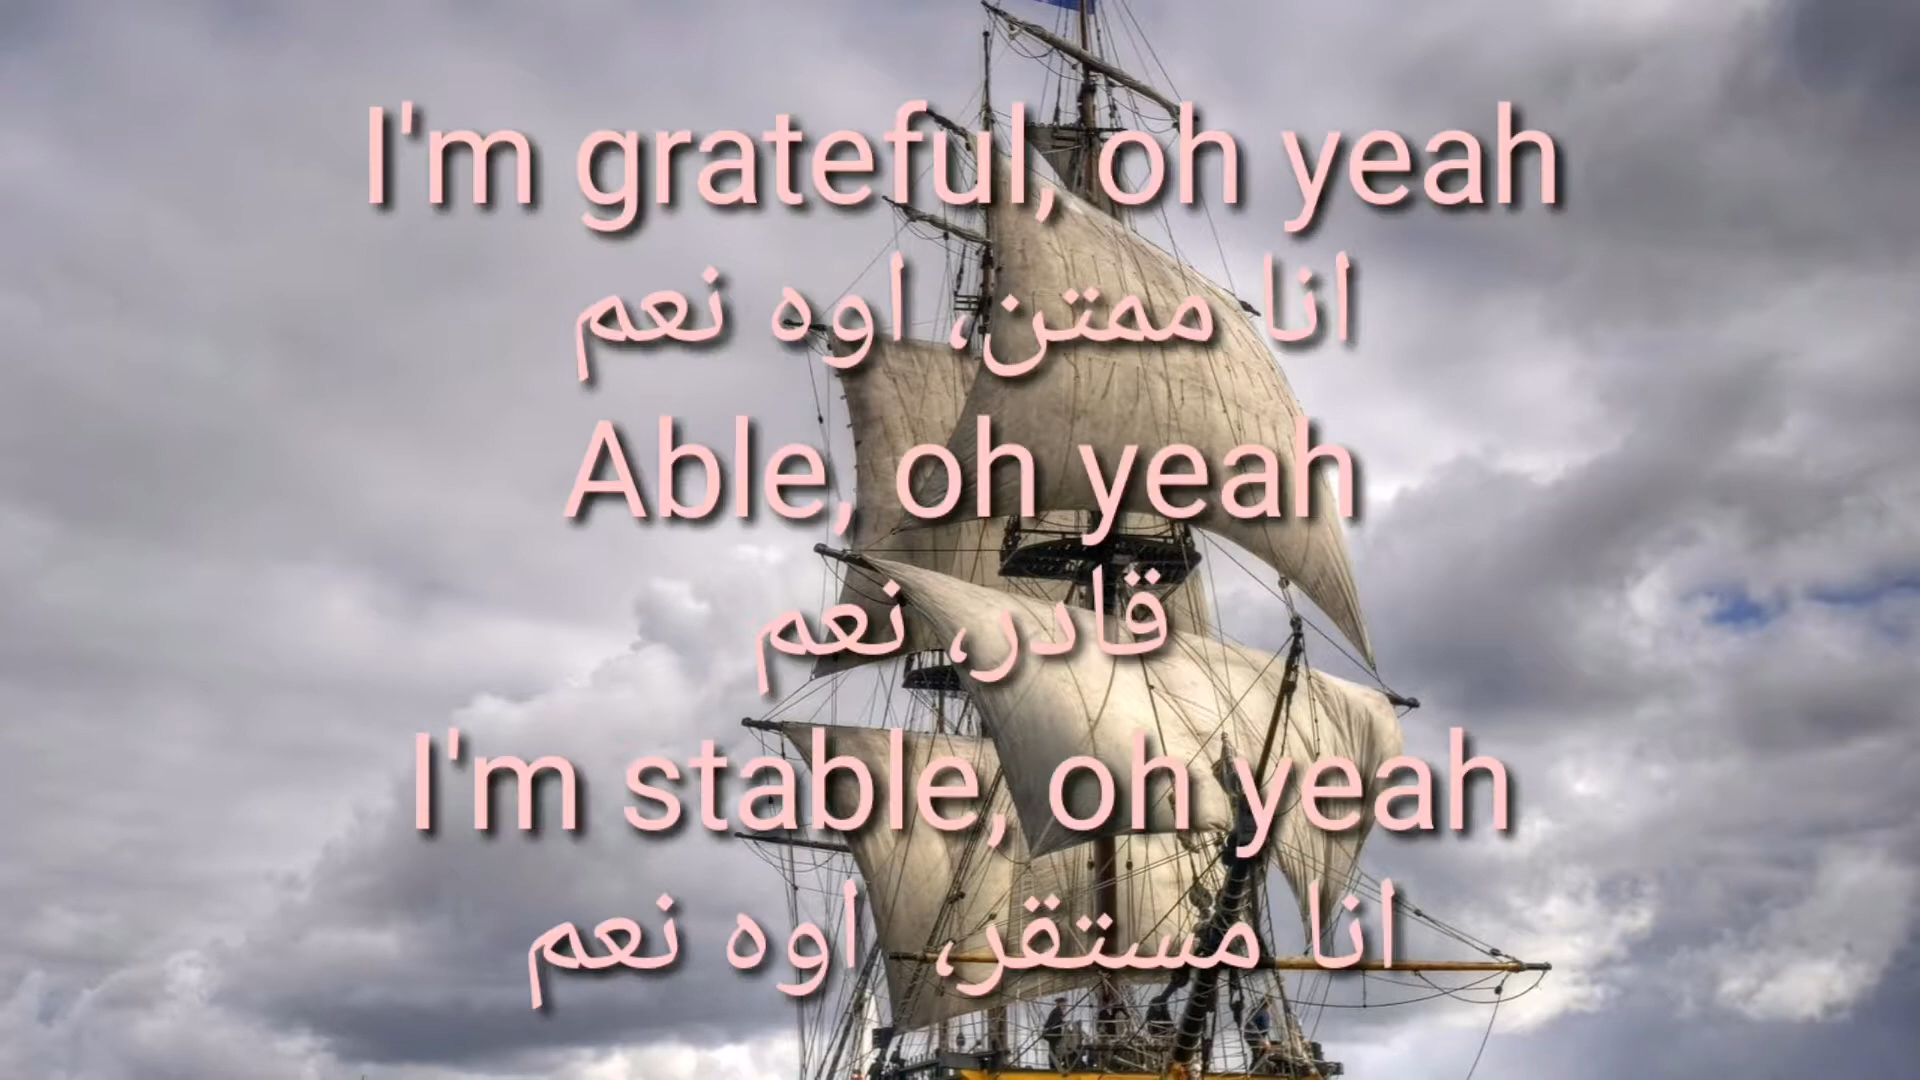 I'm grateful, oh yeah
انا ممتن، اوه نعم
Able, oh yeah
قادر، نعم
I'm stable, oh yeah
انا مستقر، اوه نعم